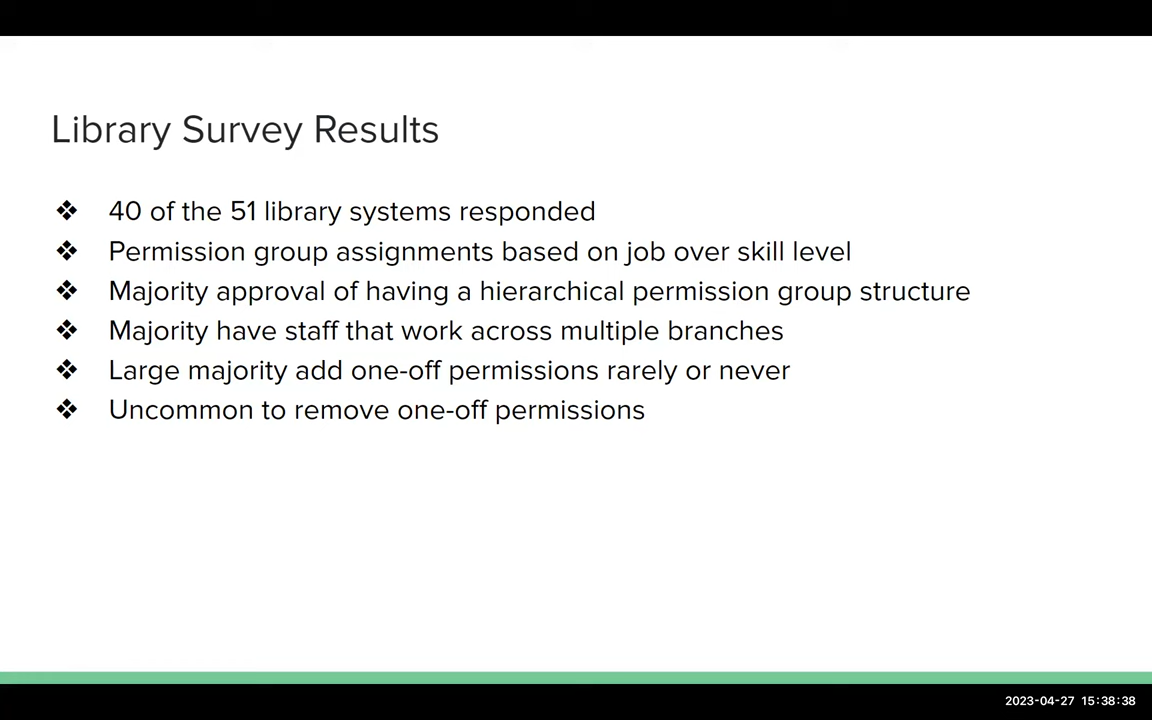 Library Survey Results
❖ 40 of the 51 library systems responded
❖ Permission group assignments based on job over skill level
❖ Majority approval of having a hierarchical permission group structure
❖ Majority have staff that work across multiple branches
❖ Large majority add one-off permissions rarely or never
❖ Uncommon to remove one-off permissions
2023-04-27 15:38:38